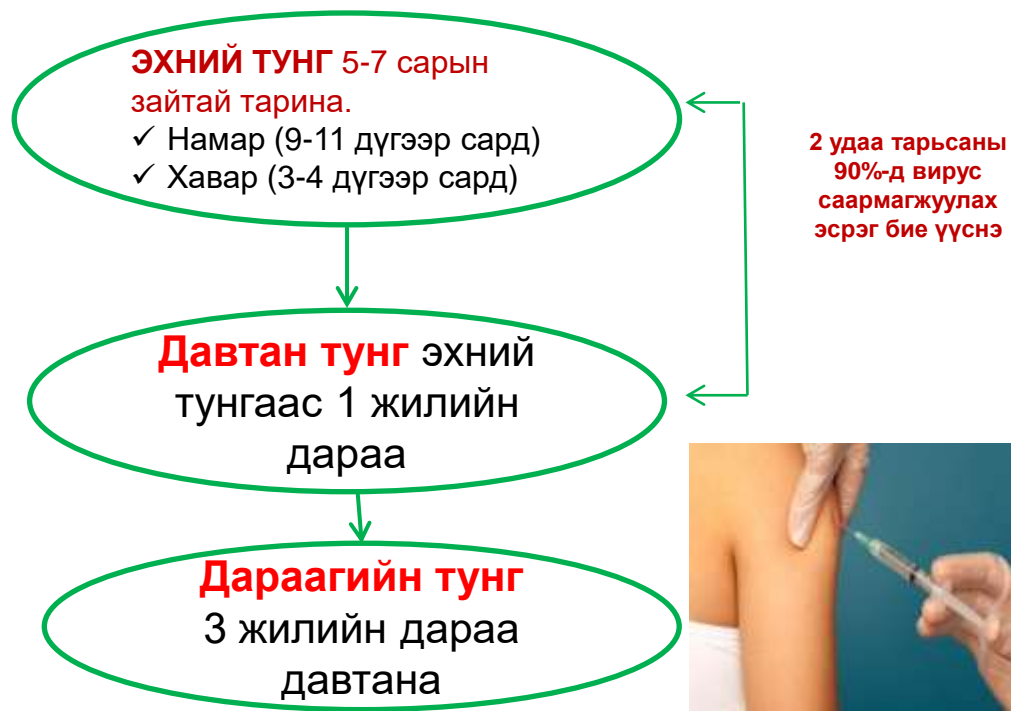 ЭХНИЙ ТУНГ 5-7 сарын
зайтай тарина.
✓ Намар (9-11 дүгээр сард)
✓ Хавар (3-4 дүгээр сард)
2 удаа тарьсаны
90%-д вирус
саармагжуулах
эсрэг бие үүснэ
Давтан тунг эхний
тунгаас 1 жилийн
дараа
Дараагийн тунг
3 жилийн дараа
давтана